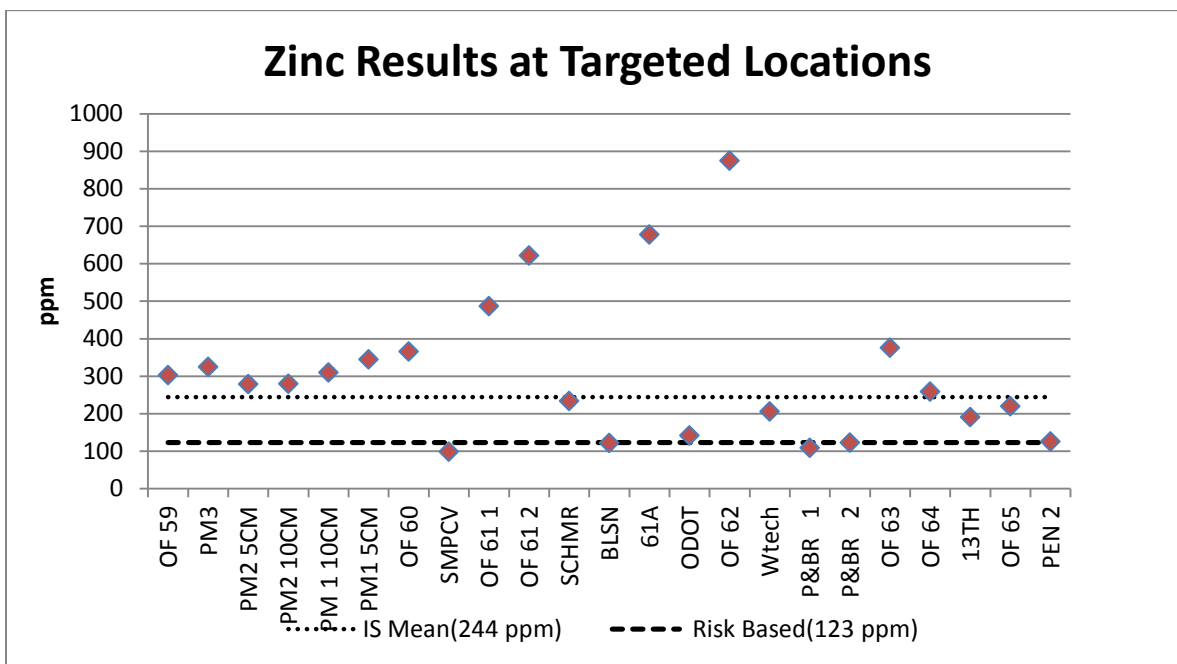 Zinc Results at Targeted Locations
ppm
1000
900
800
700
600
500
400
300
200
100
0
OF 59
PM3
PM2 5CM
PM2 10CM
PM 1 10CM
PM1 5CM
OF 60
SMPCV
OF 61 1
OF 61 2
SCHMR
BLSN
61A
ODOT
OF 62
Wtech
P&BR 1
P&BR 2
OF 63
OF 64
13TH
OF 65
PEN 2
IS Mean(244 ppm)
Risk Based(123 ppm)